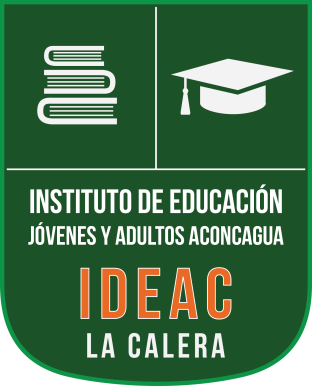 INSTITUTO DE EDUCACIÓN
JÓVENES Y ADULTOS ACONCAGUA
IDEAC
LA CALERA